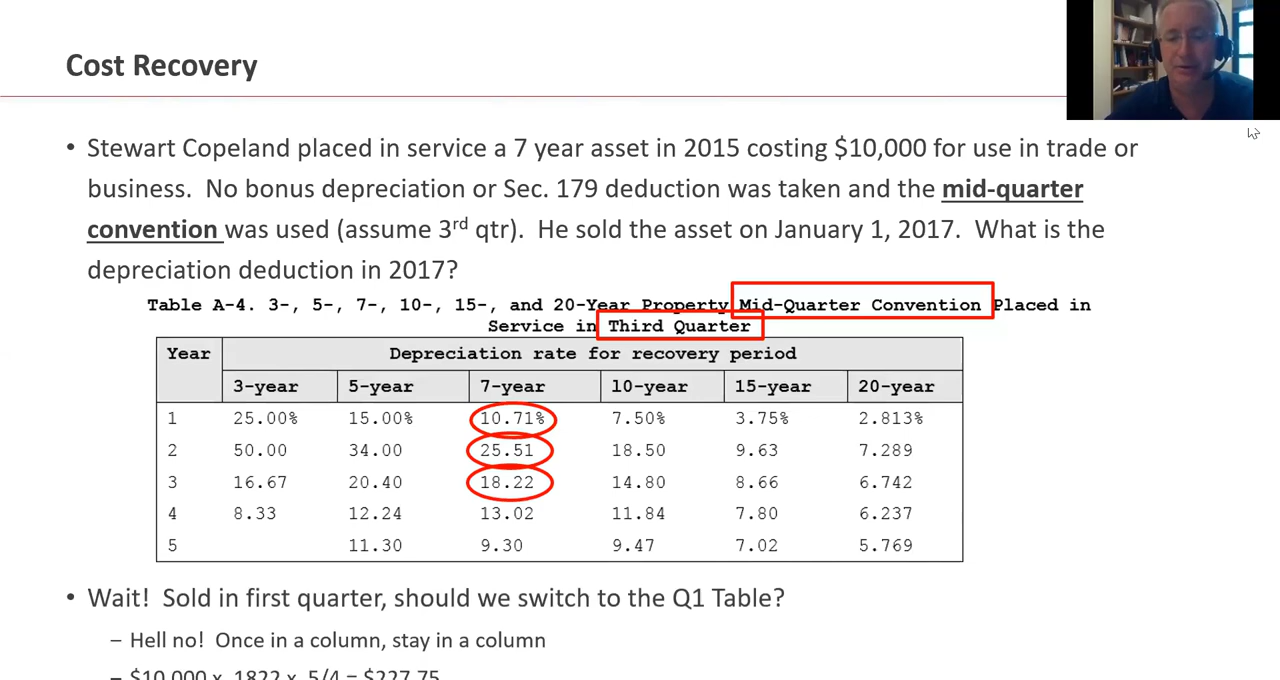 Cost Recovery
• Stewart Copeland placed in service a 7 year asset in 2015 costing $10,000 for use in trade or
business. No bonus depreciation or Sec. 179 deduction was taken and the mid-quarter
convention was used (assume 3rd qtr). He sold the asset on January 1, 2017. What is the
depreciation deduction in 2017?
Table A-4. 3-, 5-, 7-, 10-, 15-, and 20-Year Property Mid-Quarter Convention Placed in
Service in Third Quarter
Year Depreciation rate for recovery period
3-year 5-year 7-year 10-year 15-year 20-year
1 25.00% 15.00% 10.71% 7.50% 3.75% 2.813%
2 50.00 34.00 25.51 18.50 9.63 7.289
3 16.67 20.40 18.22 14.80 8.66 6.742
4 8.33 12.24 13.02 11.84 7.80 6.237
5 11.30 9.30 9.47 7.02 5.769
• Wait! Sold in first quarter, should we switch to the Q1 Table?
– Hell no! Once in a column, stay in a column
– $10,000 x .1822 x .5/4 = $227.75